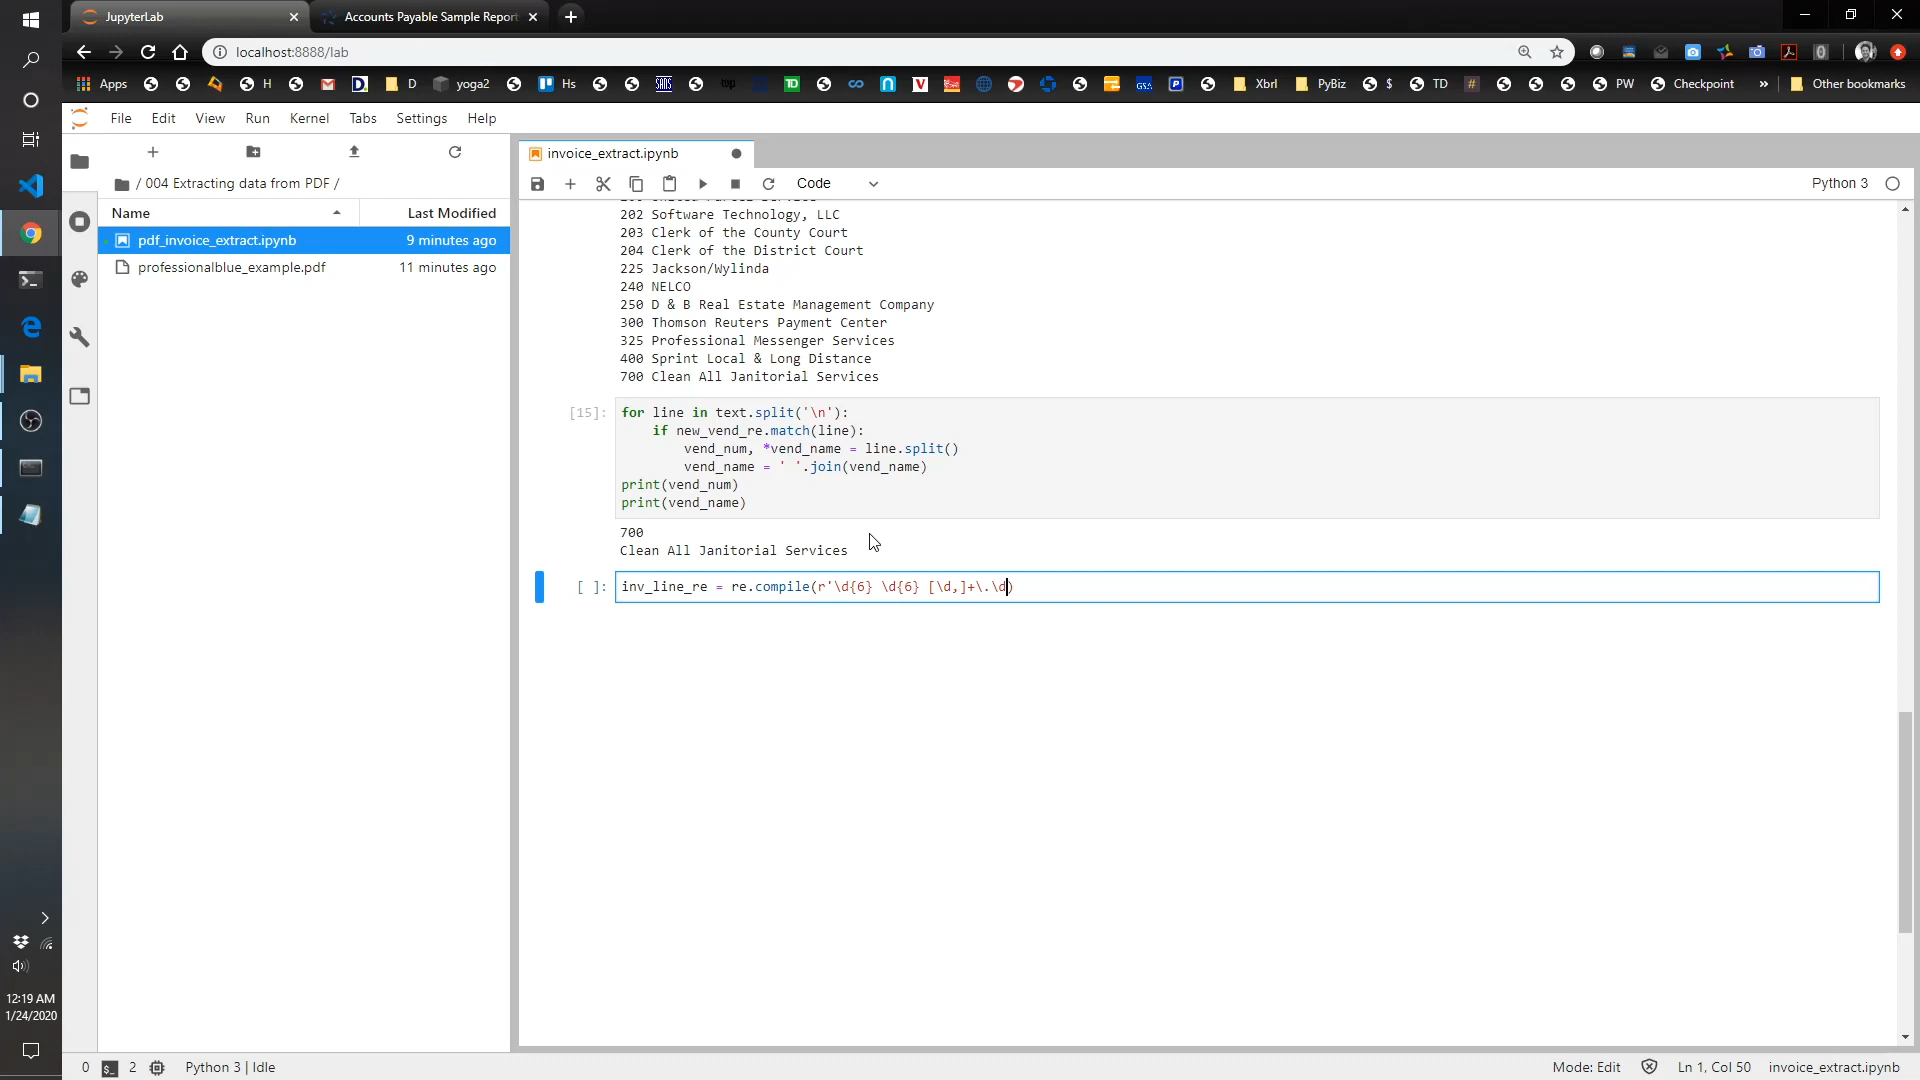 JupyterLab
Accounts Payable Sample Report
localhost:8888/lab
Apps
H
D
yoga2
Hs
SANS
TD
GSA
Xbrl
PyBiz
$
TD
#
PW
Checkpoint
»
Other bookmarks
File Edit View Run Kernel Tabs Settings Help
invoice_extract.ipynb
/ 004 Extracting data from PDF /
Code
Python 3
Name
Last Modified
pdf_invoice_extract.ipynb
9 minutes ago
professionalblue_example.pdf
11 minutes ago
202 Software Technology, LLC
203 Clerk of the County Court
204 Clerk of the District Court
225 Jackson/Wylinda
240 NELCO
250 D & B Real Estate Management Company
300 Thomson Reuters Payment Center
325 Professional Messenger Services
400 Sprint Local & Long Distance
700 Clean All Janitorial Services
[15]:
for line in text.split('\n'):
    if new_vend_re.match(line):
        vend_num, *vend_name = line.split()
        vend_name = ' '.join(vend_name)
print(vend_num)
print(vend_name)
700
Clean All Janitorial Services
[ ]:
inv_line_re = re.compile(r'\d{6} \d{6} [\d,]+\.\d)
12:19 AM
1/24/2020
0
2
Python 3 | Idle
Mode: Edit
Ln 1, Col 50
invoice_extract.ipynb